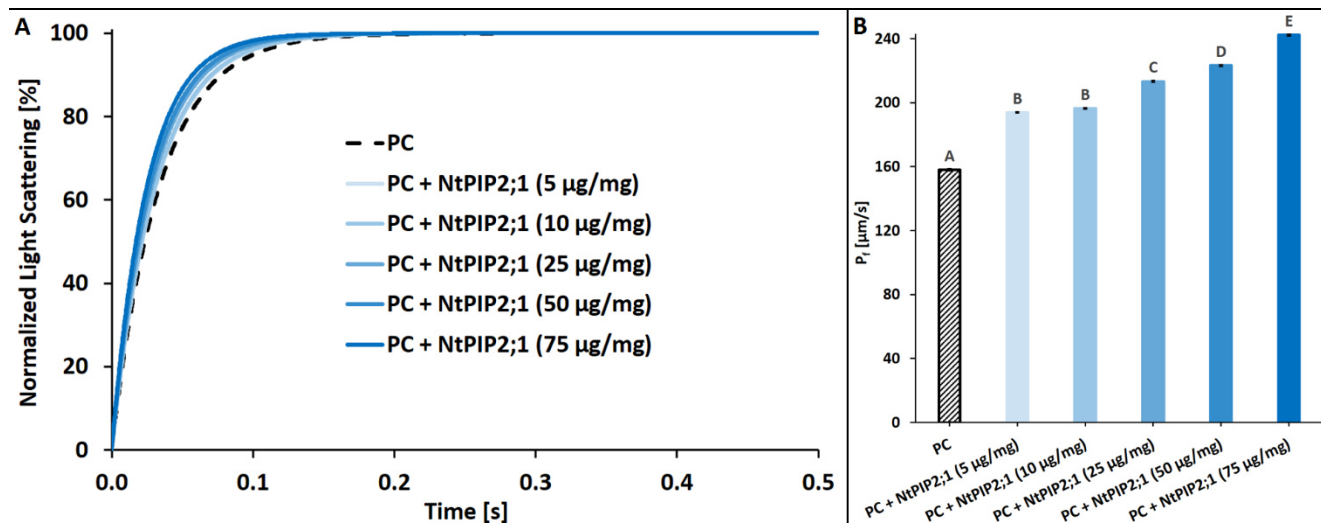 A
Normalized Light Scattering [%]
100
80
60
40
20
0
PC
PC + NtPIP2;1 (5 µg/mg)
PC + NtPIP2;1 (10 µg/mg)
PC + NtPIP2;1 (25 µg/mg)
PC + NtPIP2;1 (50 µg/mg)
PC + NtPIP2;1 (75 µg/mg)
0.0 0.1 0.2 0.3 0.4 0.5
Time [s]
B
Pf [µm/s]
240
200
160
120
80
40
0
A
B
B
C
D
E
PC
PC + NtPIP2;1 (5 µg/mg)
PC + NtPIP2;1 (10 µg/mg)
PC + NtPIP2;1 (25 µg/mg)
PC + NtPIP2;1 (50 µg/mg)
PC + NtPIP2;1 (75 µg/mg)